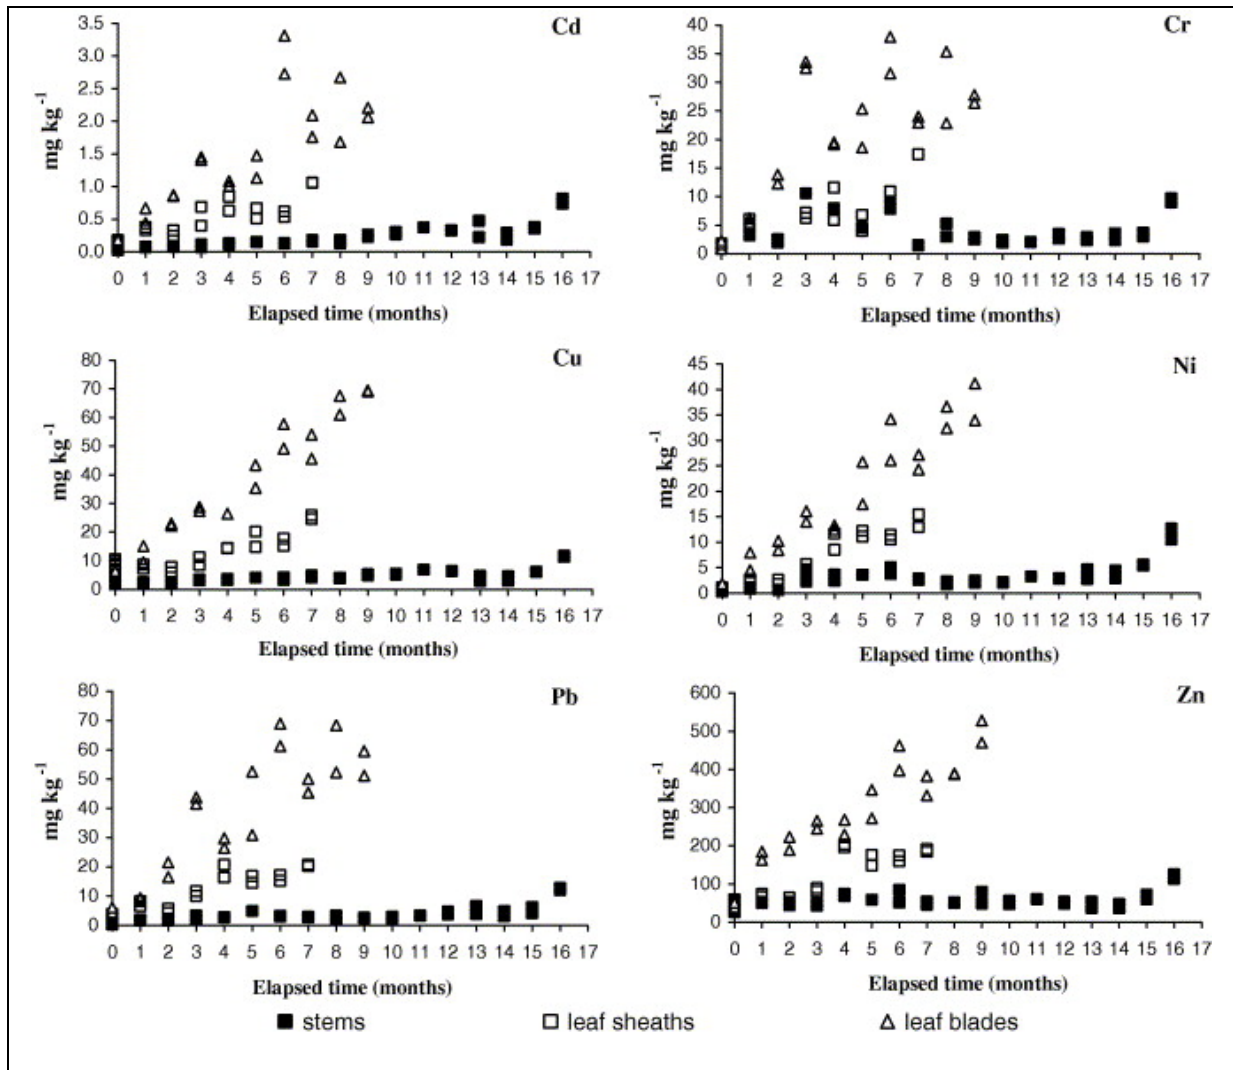 Cd
3.5
3.0
2.5
2.0
1.5
1.0
0.5
0.0
mg kg-1
0 1 2 3 4 5 6 7 8 9 10 11 12 13 14 15 16 17
Elapsed time (months)
Cr
40
35
30
25
20
15
10
5
0
mg kg-1
0 1 2 3 4 5 6 7 8 9 10 11 12 13 14 15 16 17
Elapsed time (months)
Cu
80
70
60
50
40
30
20
10
0
mg kg-1
0 1 2 3 4 5 6 7 8 9 10 11 12 13 14 15 16 17
Elapsed time (months)
Ni
45
40
35
30
25
20
15
10
5
0
mg kg-1
0 1 2 3 4 5 6 7 8 9 10 11 12 13 14 15 16 17
Elapsed time (months)
Pb
80
70
60
50
40
30
20
10
0
mg kg-1
0 1 2 3 4 5 6 7 8 9 10 11 12 13 14 15 16 17
Elapsed time (months)
Zn
600
500
400
300
200
100
0
mg kg-1
0 1 2 3 4 5 6 7 8 9 10 11 12 13 14 15 16 17
Elapsed time (months)
stems leaf sheaths leaf blades